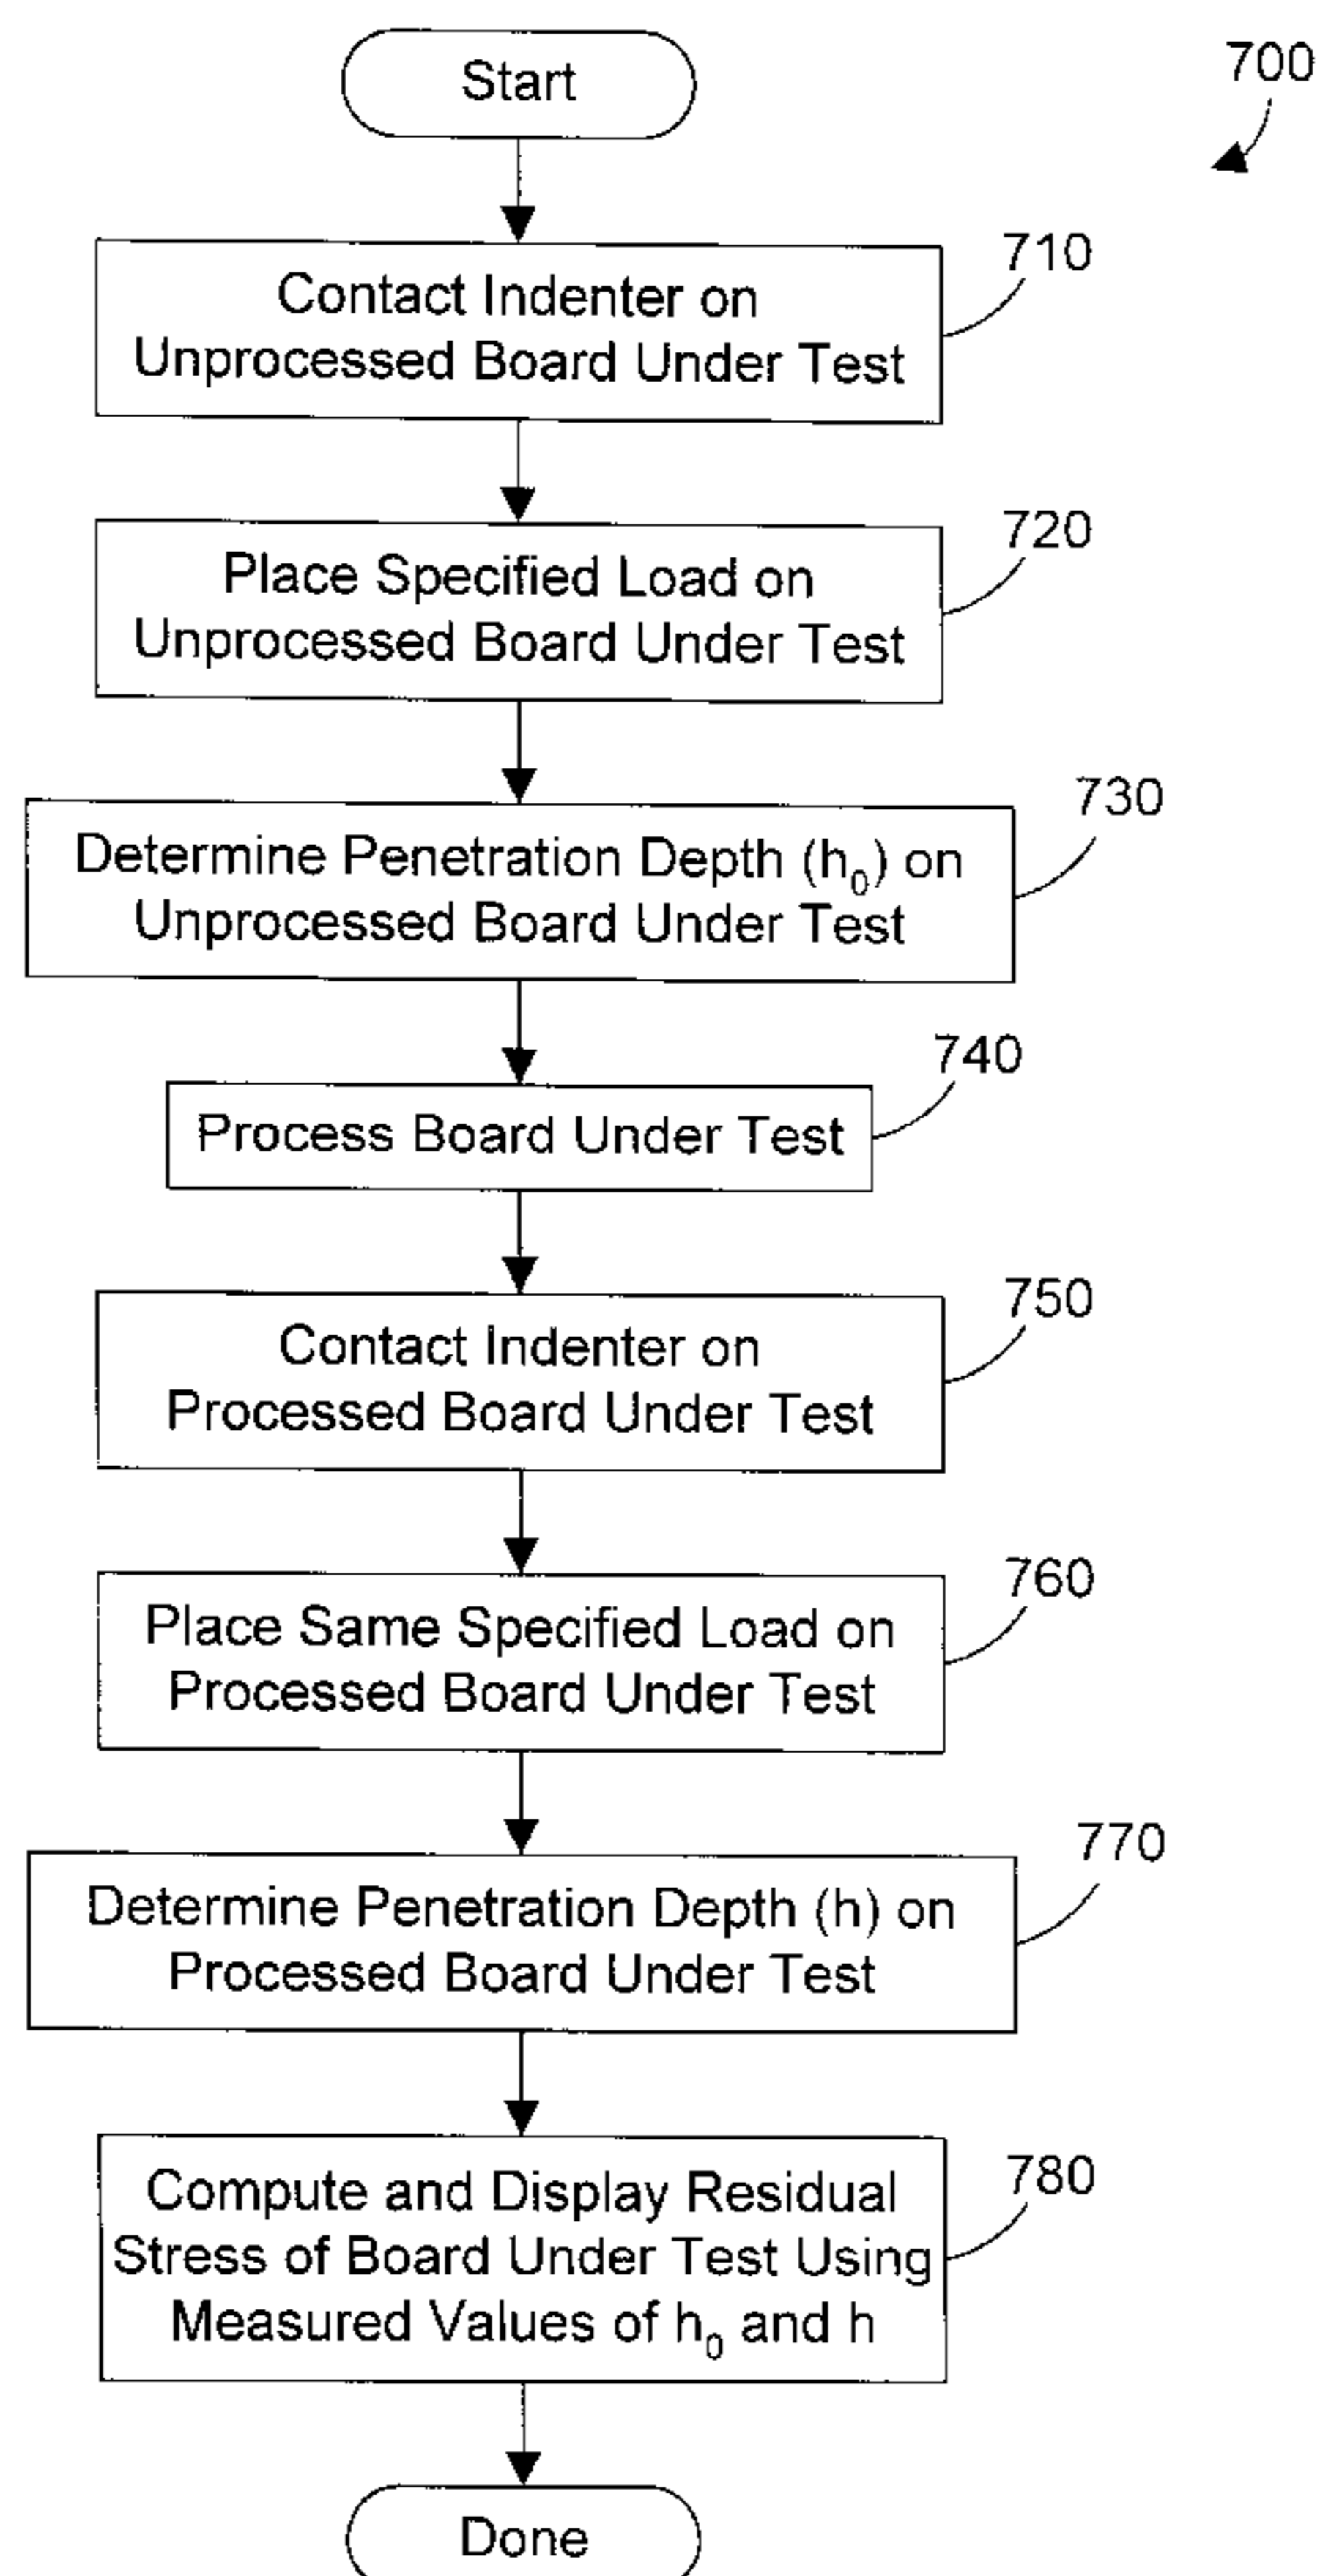 Start
700
Contact Indenter on
Unprocessed Board Under Test
710
Place Specified Load on
Unprocessed Board Under Test
720
Determine Penetration Depth (h₀) on
Unprocessed Board Under Test
730
Process Board Under Test
740
Contact Indenter on
Processed Board Under Test
750
Place Same Specified Load on
Processed Board Under Test
760
Determine Penetration Depth (h) on
Processed Board Under Test
770
Compute and Display Residual
Stress of Board Under Test Using
Measured Values of h₀ and h
780
Done